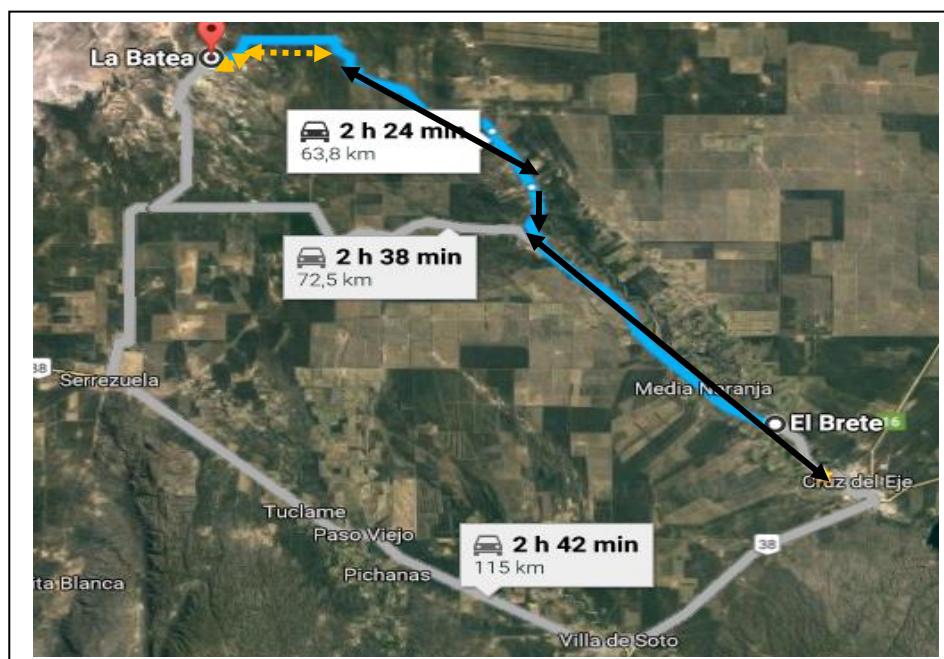 La Batea
2 h 24 min
63,8 km
2 h 38 min
72,5 km
38
Serrezuela
Media Naranja
El Brete
16
Cruz del Eje
Tuclame
Paso Viejo
2 h 42 min
115 km
38
Pichanas
ita Blanca
Villa de Soto